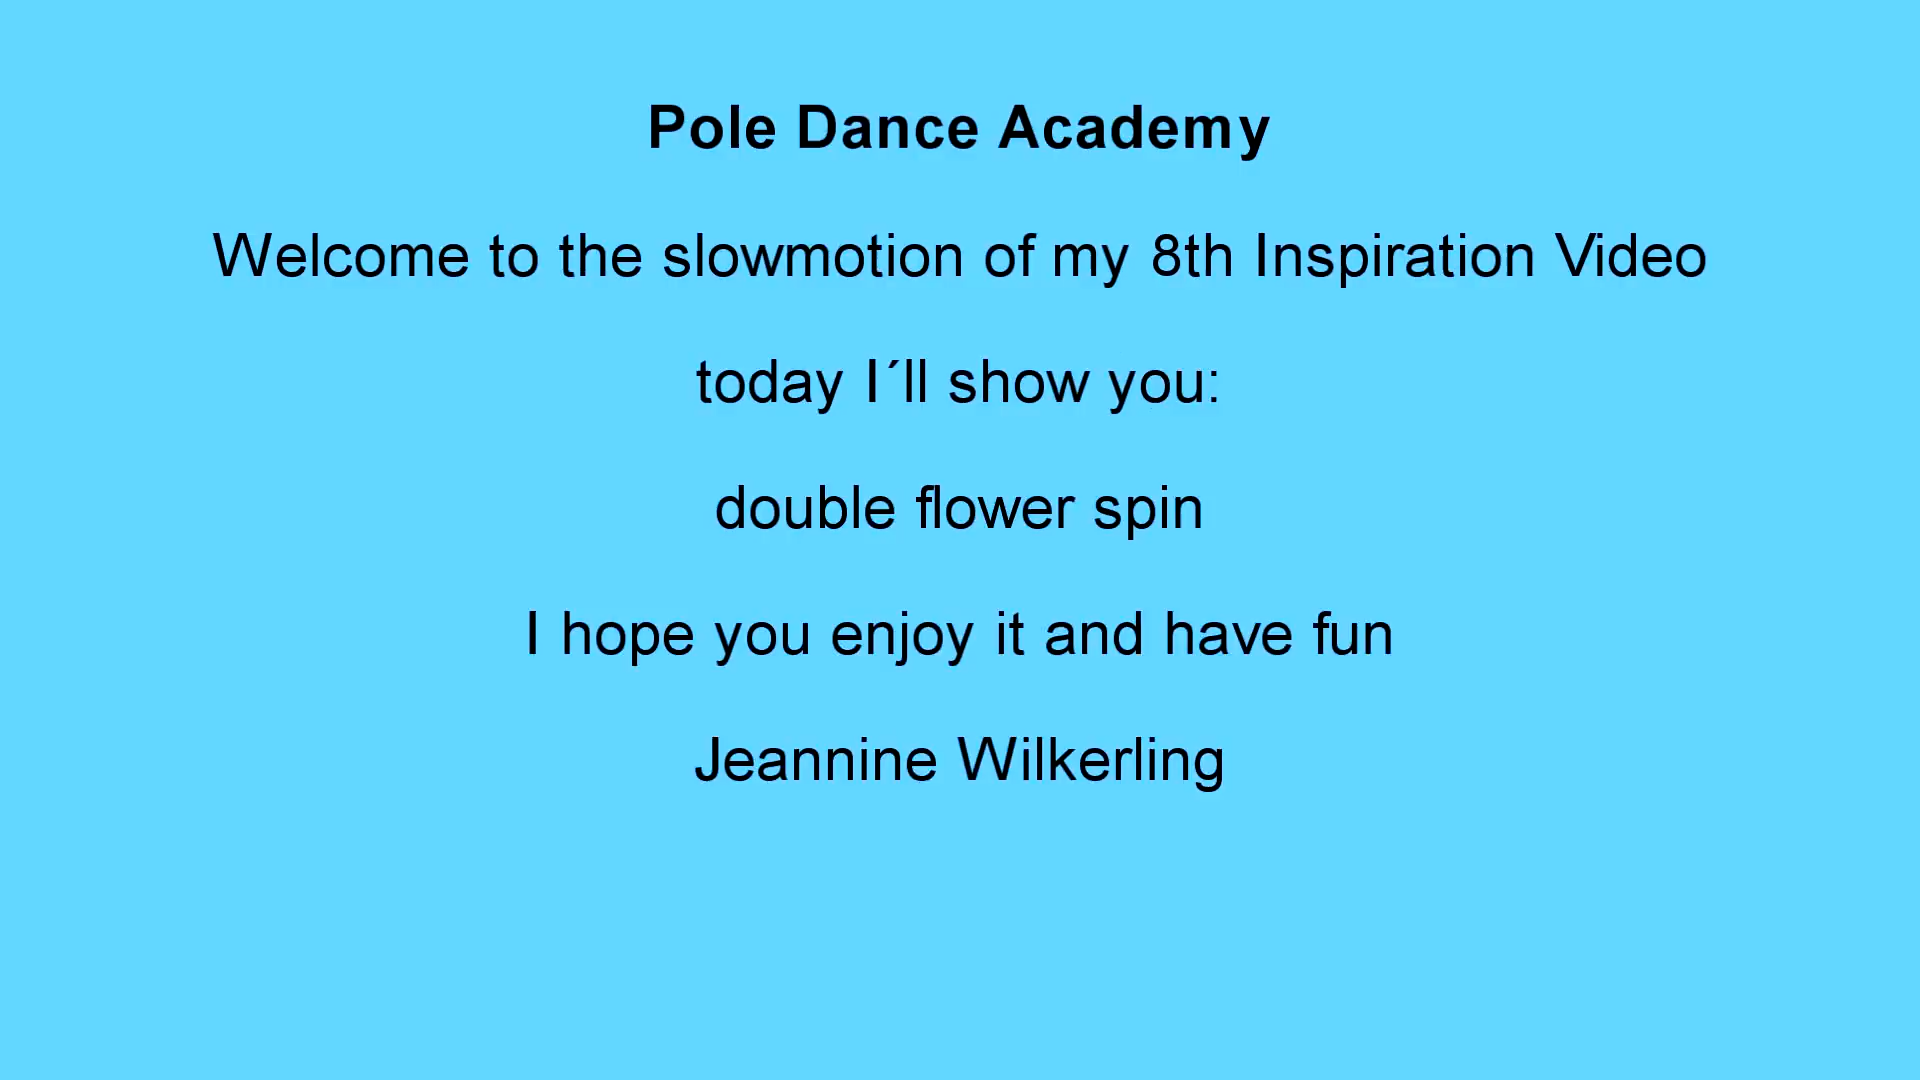 Pole Dance Academy
Welcome to the slowmotion of my 8th Inspiration Video
today I´ll show you:
double flower spin
I hope you enjoy it and have fun
Jeannine Wilkerling